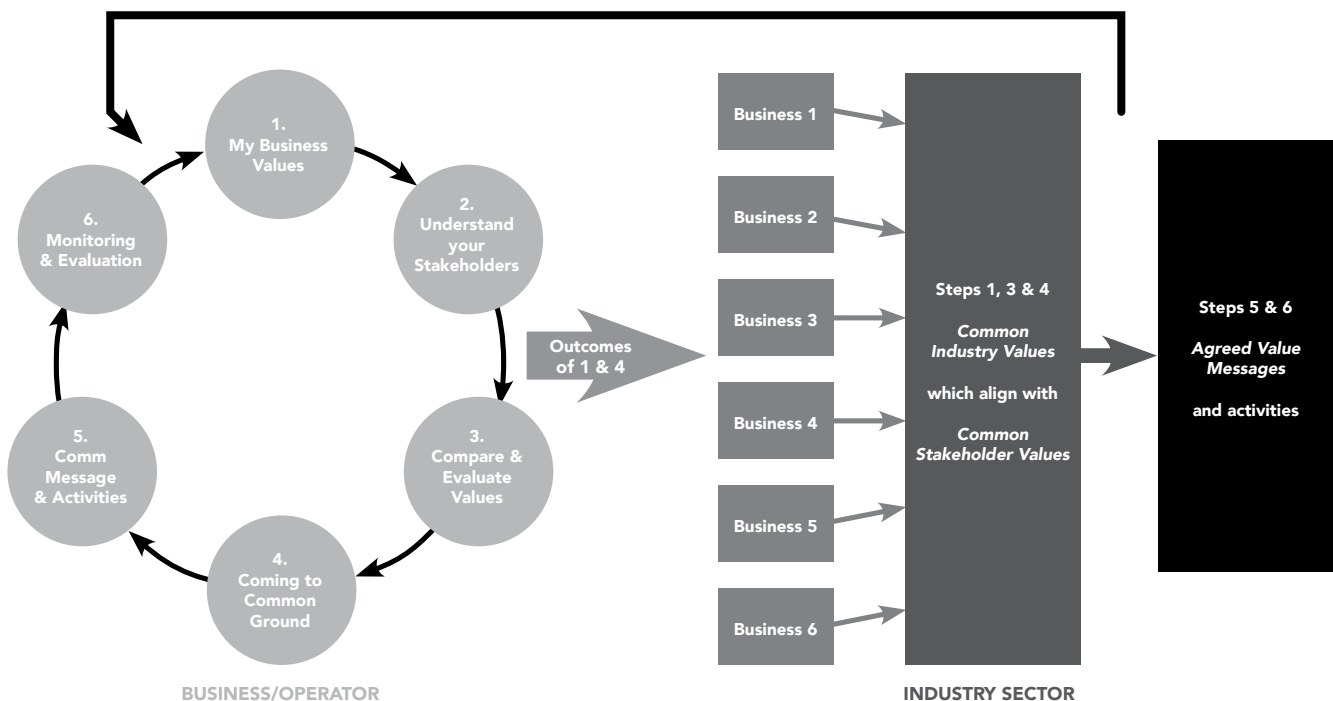 1.
My Business
Values
2.
Understand
your
Stakeholders
3.
Compare &
Evaluate
Values
4.
Coming to
Common
Ground
5.
Comm
Message
& Activities
6.
Monitoring
& Evaluation
BUSINESS/OPERATOR
Outcomes
of 1 & 4
Business 1
Business 2
Business 3
Business 4
Business 5
Business 6
Steps 1, 3 & 4
Common
Industry Values
which align with
Common
Stakeholder Values
INDUSTRY SECTOR
Steps 5 & 6
Agreed Value
Messages
and activities